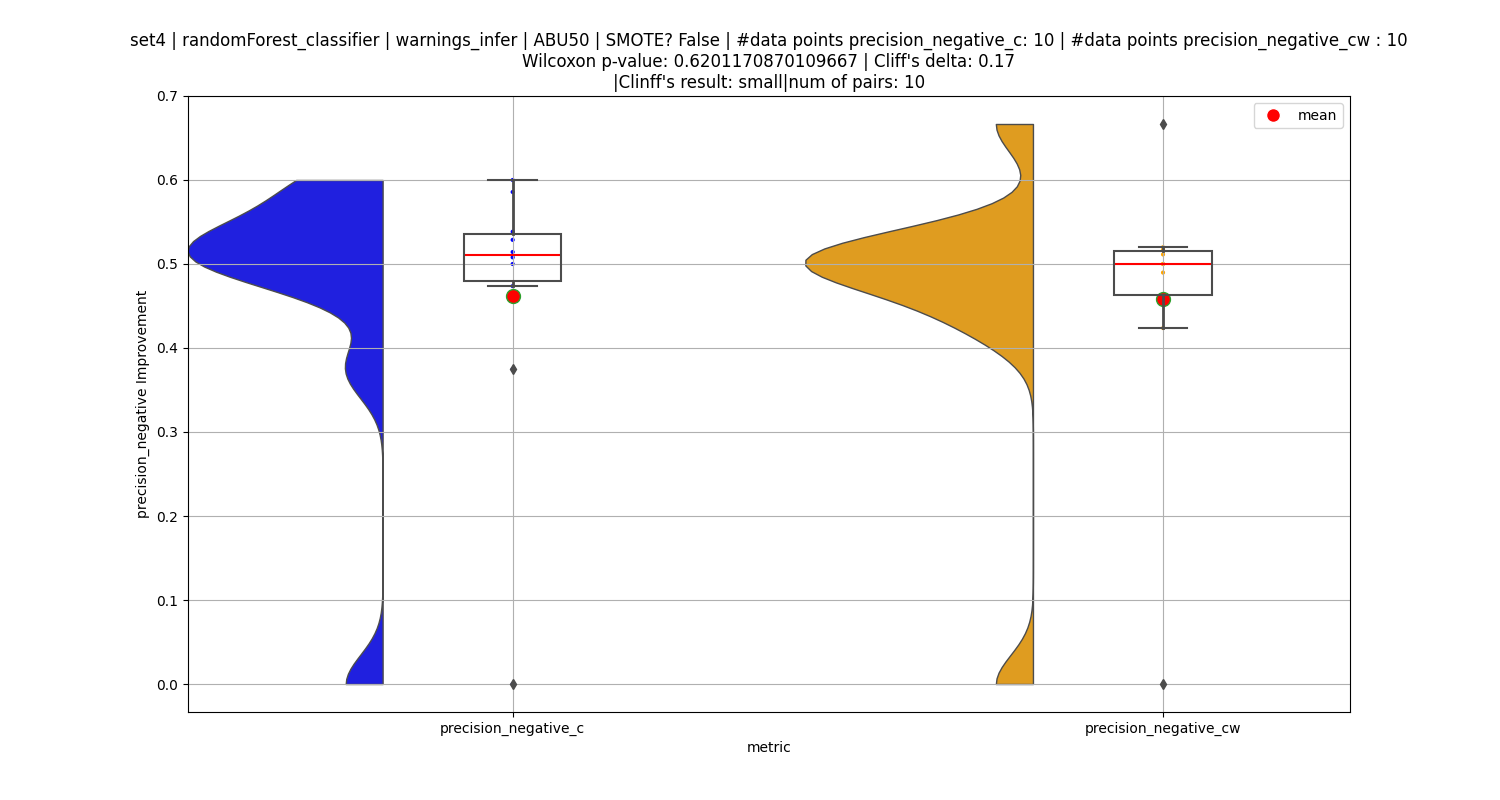 set4 | randomForest_classifier | warnings_infer | ABU50 | SMOTE? False | #data points precision_negative_c: 10 | #data points precision_negative_cw : 10
Wilcoxon p-value: 0.6201170870109667 | Cliff's delta: 0.17
|Clinff's result: small|num of pairs: 10
mean
0.7
0.6
0.5
0.4
0.3
0.2
0.1
0.0
precision_negative Improvement
precision_negative_c
precision_negative_cw
metric